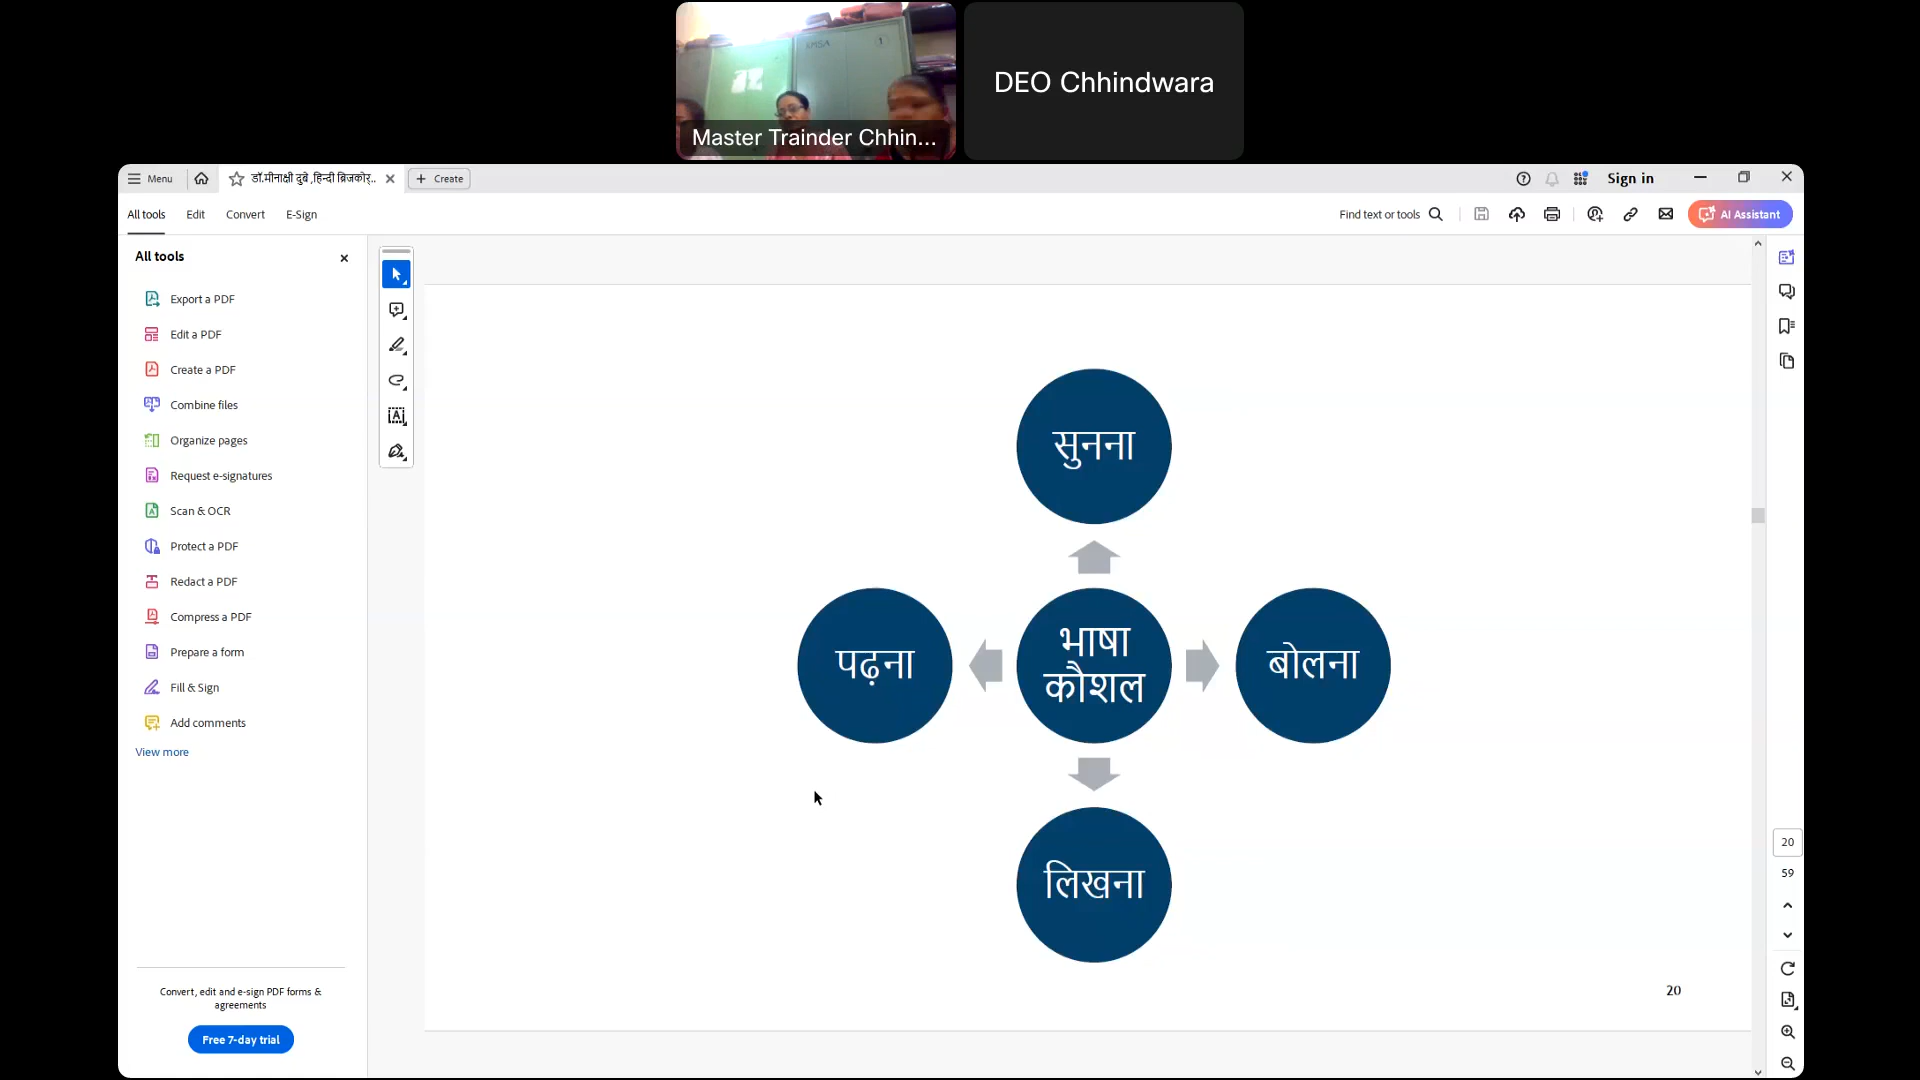 KMSA
1
Master Trainder Chhin...
DEO Chhindwara
Menu
डॉ.मीनाक्षी दुबे ,हिन्दी ब्रिजकोर्..
Create
Sign in
All tools
Edit
Convert
E-Sign
Find text or tools
AI Assistant
All tools
Export a PDF
Edit a PDF
Create a PDF
Combine files
Organize pages
Request e-signatures
Scan & OCR
Protect a PDF
Redact a PDF
Compress a PDF
Prepare a form
Fill & Sign
Add comments
View more
Convert, edit and e-sign PDF forms &
agreements
Free 7-day trial
सुनना
पढ़ना
भाषा
कौशल
बोलना
लिखना
20
20
59